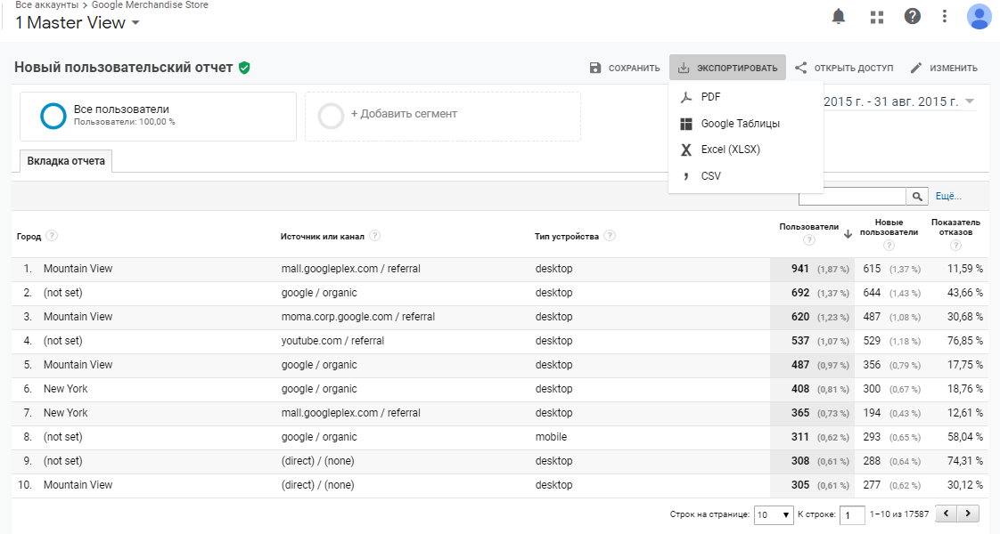 Все аккаунты > Google Merchandise Store
1 Master View
Новый пользовательский отчет
СОХРАНИТЬ
ЭКСПОРТИРОВАТЬ
ОТКРЫТЬ ДОСТУП
ИЗМЕНИТЬ
Все пользователи
Пользователи: 100,00 %
+ Добавить сегмент
PDF
Google Таблицы
Excel (XLSX)
CSV
2015 г. - 31 авг. 2015 г.
Вкладка отчета
Ещё...
Город ? Источник или канал ? Тип устройства ? Пользователи ? Новые пользователи ? Показатель отказов ?
1. Mountain View mall.googleplex.com / referral desktop 941 (1,87 %) 615 (1,37 %) 11,59 %
2. (not set) google / organic desktop 692 (1,37 %) 644 (1,43 %) 43,66 %
3. Mountain View moma.corp.google.com / referral desktop 620 (1,23 %) 487 (1,08 %) 30,68 %
4. (not set) youtube.com / referral desktop 537 (1,07 %) 529 (1,18 %) 76,85 %
5. Mountain View google / organic desktop 487 (0,97 %) 356 (0,79 %) 17,75 %
6. New York google / organic desktop 408 (0,81 %) 300 (0,67 %) 18,76 %
7. New York mall.googleplex.com / referral desktop 365 (0,73 %) 194 (0,43 %) 12,61 %
8. (not set) google / organic mobile 311 (0,62 %) 293 (0,65 %) 58,04 %
9. (not set) (direct) / (none) desktop 308 (0,61 %) 288 (0,64 %) 74,31 %
10. Mountain View (direct) / (none) desktop 305 (0,61 %) 277 (0,62 %) 30,12 %
Строк на странице: 10 К строке: 1 1–10 из 17587